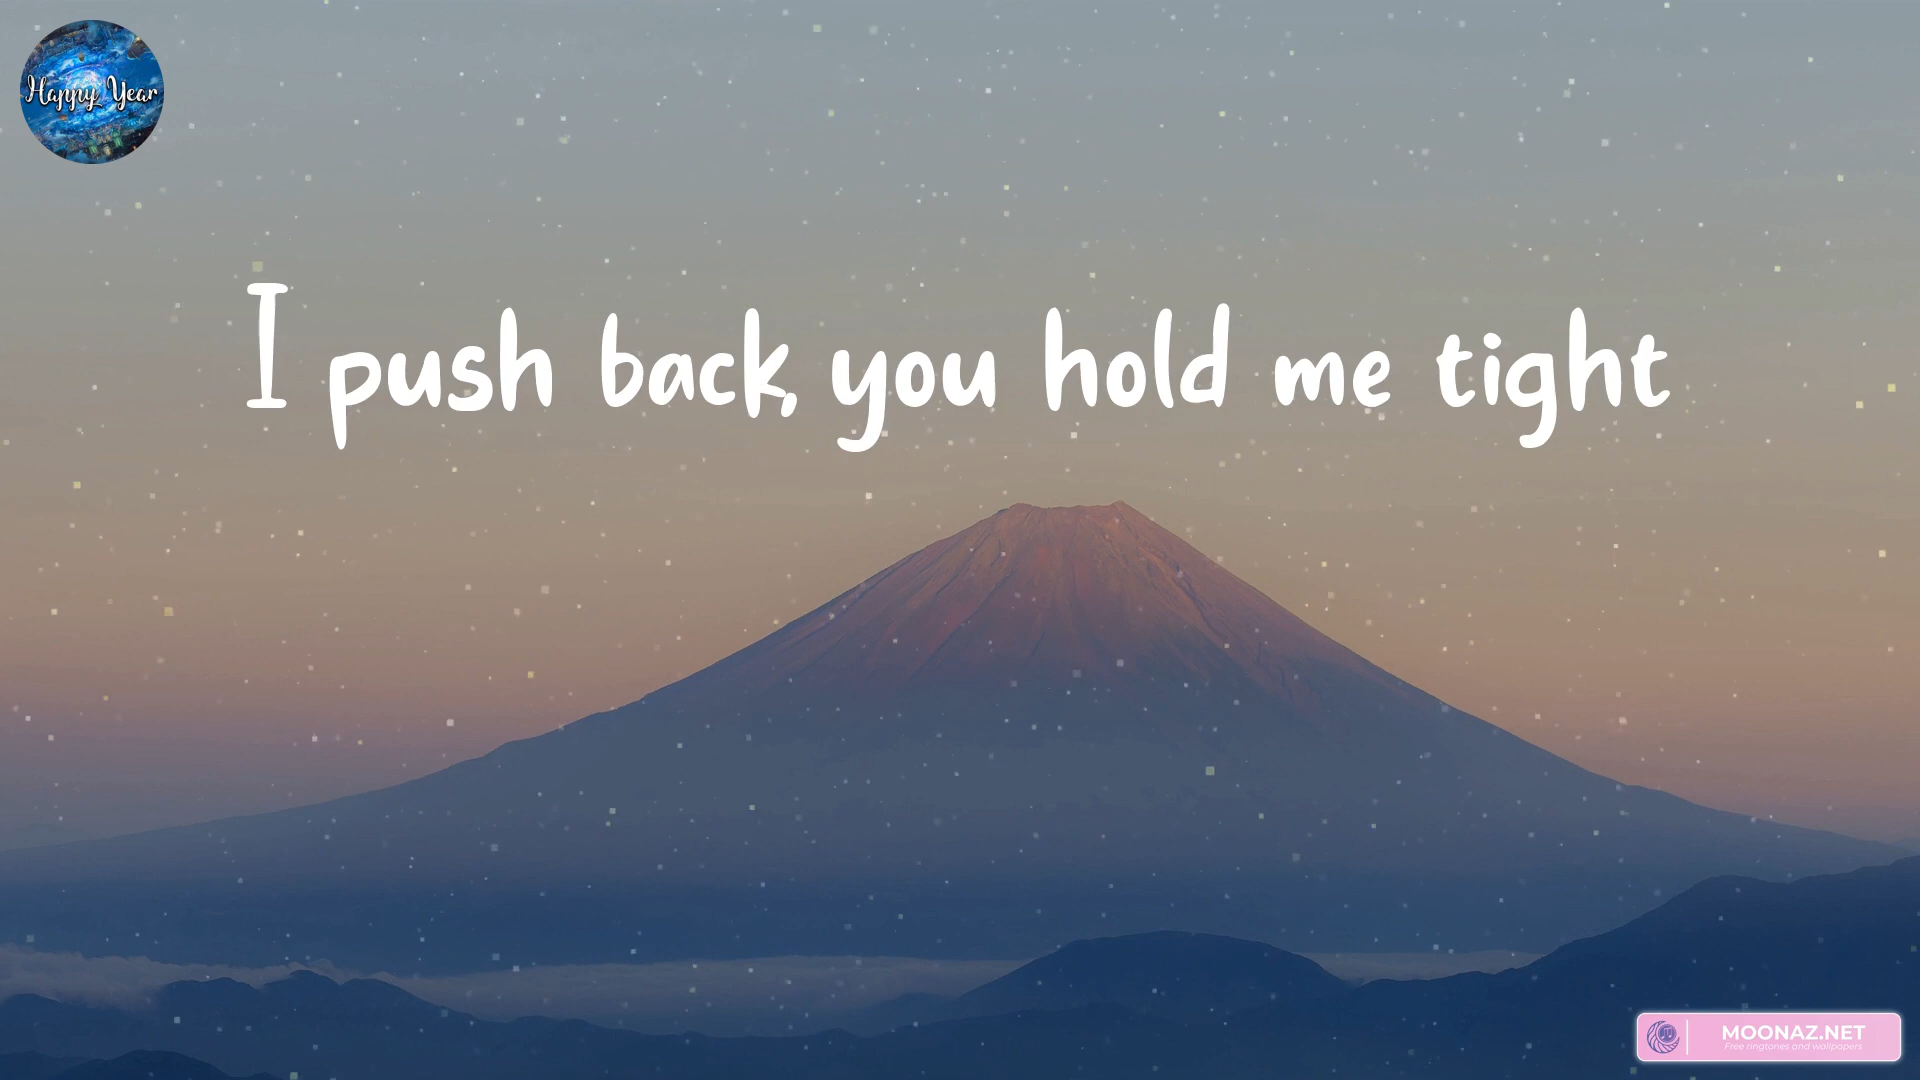 Happy Year
I push back, you hold me tight
MOONAZ.NET
Free ringtones and wallpapers